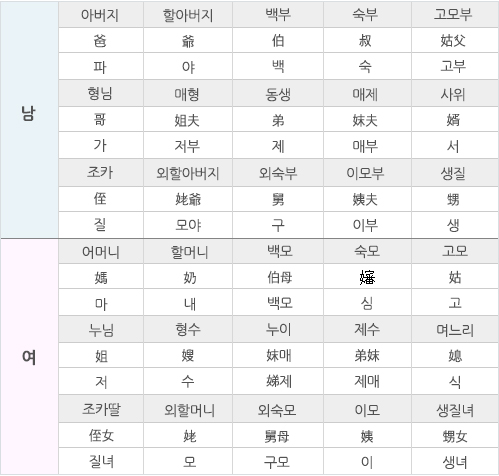 남
아버지 할아버지 백부 숙부 고모부
爸 爺 伯 叔 姑父
파 야 백 숙 고부
형님 매형 동생 매제 사위
哥 姐夫 弟 妹夫 婿
가 저부 제 매부 서
조카 외할아버지 외숙부 이모부 생질
侄 姥爺 舅 姨夫 甥
질 모야 구 이부 생
여
어머니 할머니 백모 숙모 고모
媽 奶 伯母 嬸 姑
마 내 백모 심 고
누님 형수 누이 제수 며느리
姐 嫂 妹매 弟妹 媳
저 수 娣제 제매 식
조카딸 외할머니 외숙모 이모 생질녀
侄女 姥 舅母 姨 甥女
질녀 모 구모 이 생녀